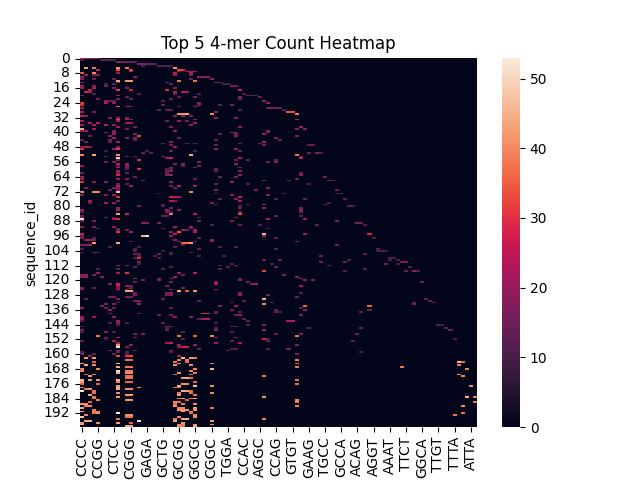 Top 5 4-mer Count Heatmap
sequence_id
0
8
16
24
32
40
48
56
64
72
80
88
96
104
112
120
128
136
144
152
160
168
176
184
192
CCCC
CCGG
CTCC
CGGG
GAGA
GCTG
GCGG
GGCG
CGGC
TGGA
CCAC
AGGC
CCAG
GTGT
GAAG
TGCC
GCCA
ACAG
AGGT
AAAT
TTCT
GGCA
TTGT
TTTA
ATTA
50
40
30
20
10
0